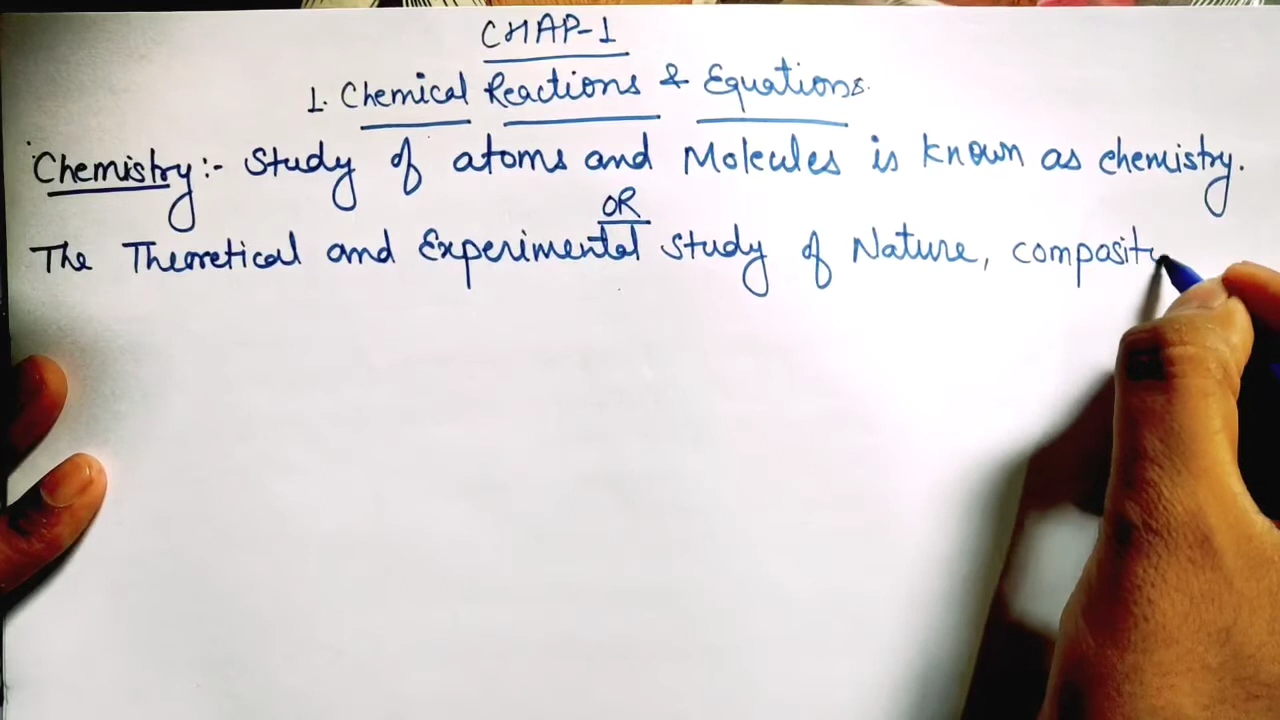 CHAP-1
1. Chemical Reactions & Equations.
Chemistry:- Study of atoms and Molecules is known as chemistry.
OR
The Theoretical and Experimental Study of Nature, composit